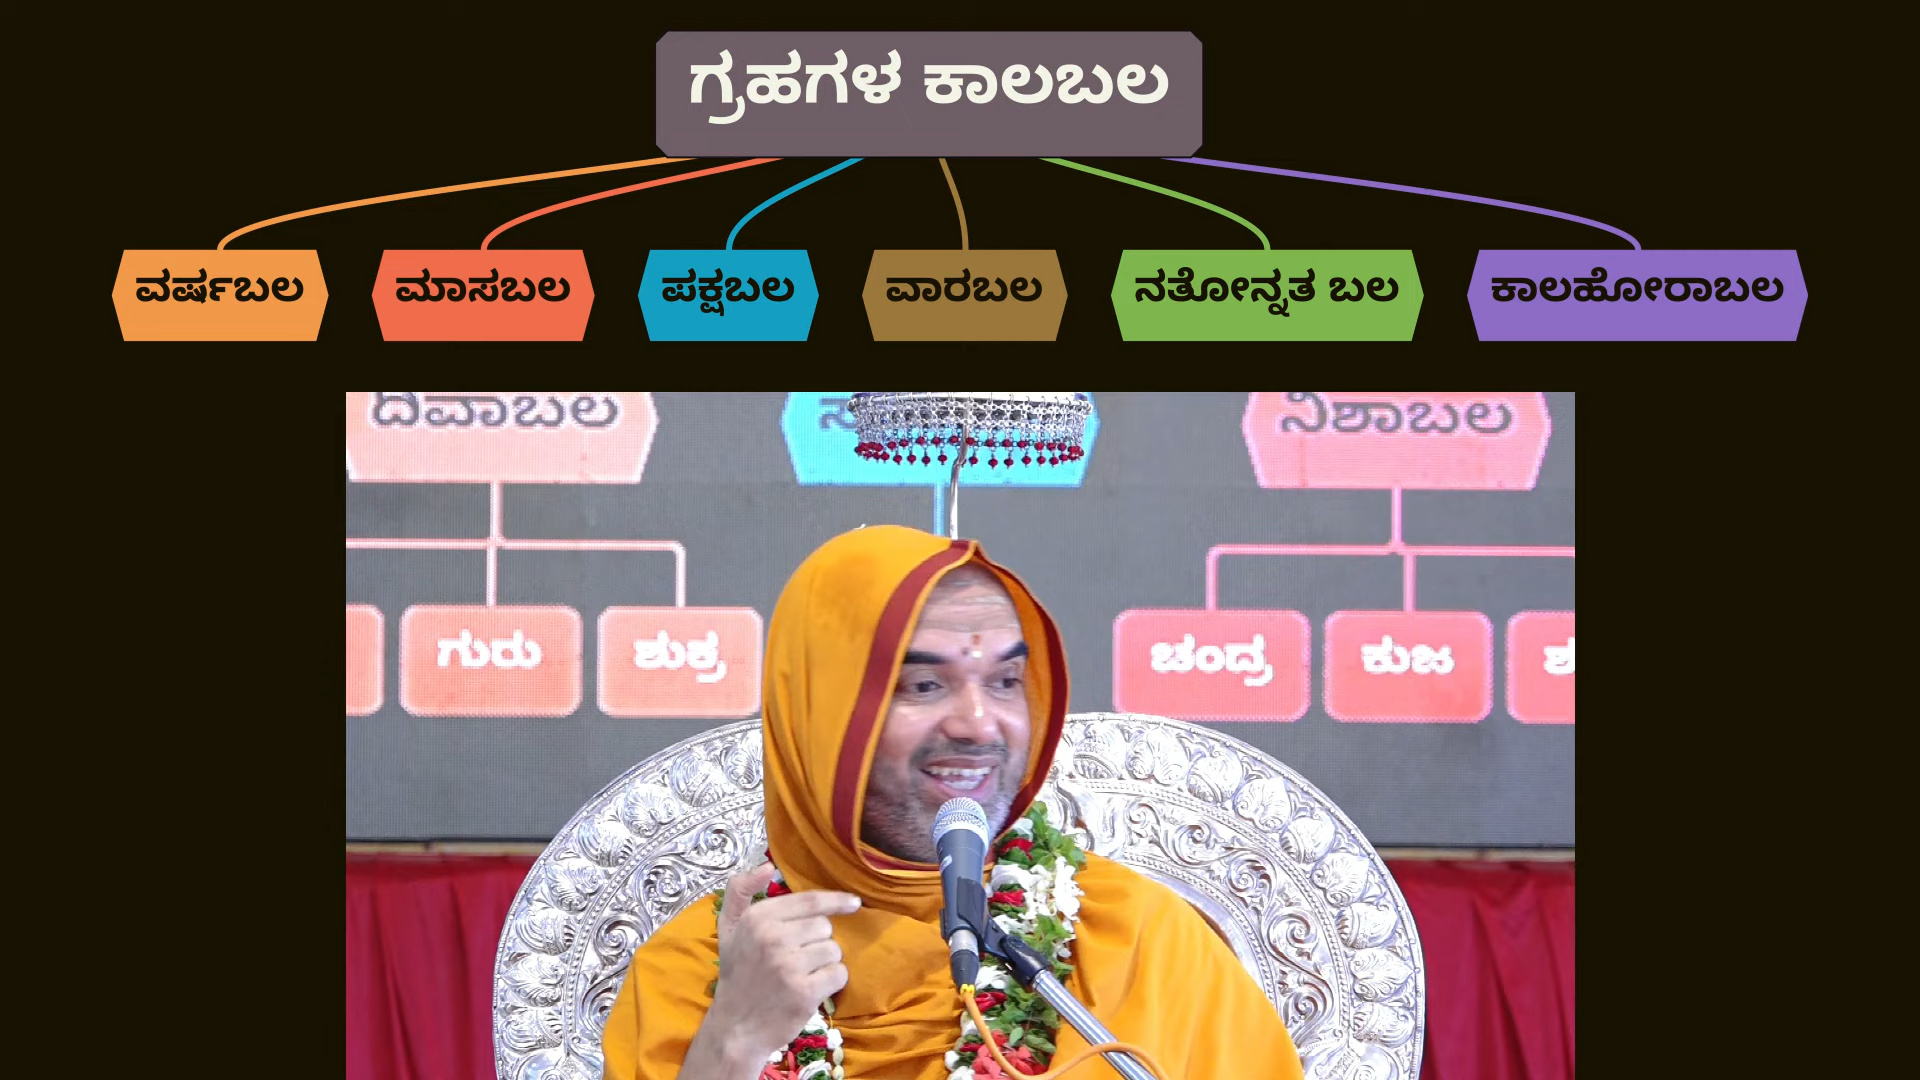 ಗ್ರಹಗಳ ಕಾಲಬಲ
ವರ್ಷಬಲ
ಮಾಸಬಲ
ಪಕ್ಷಬಲ
ವಾರಬಲ
ನತೋನ್ನತ ಬಲ
ಕಾಲಹೋರಾಬಲ
ದಿವಾಬಲ
ನಿಶಾಬಲ
ಗುರು
ಶುಕ್ರ
ಚಂದ್ರ
ಕುಜ